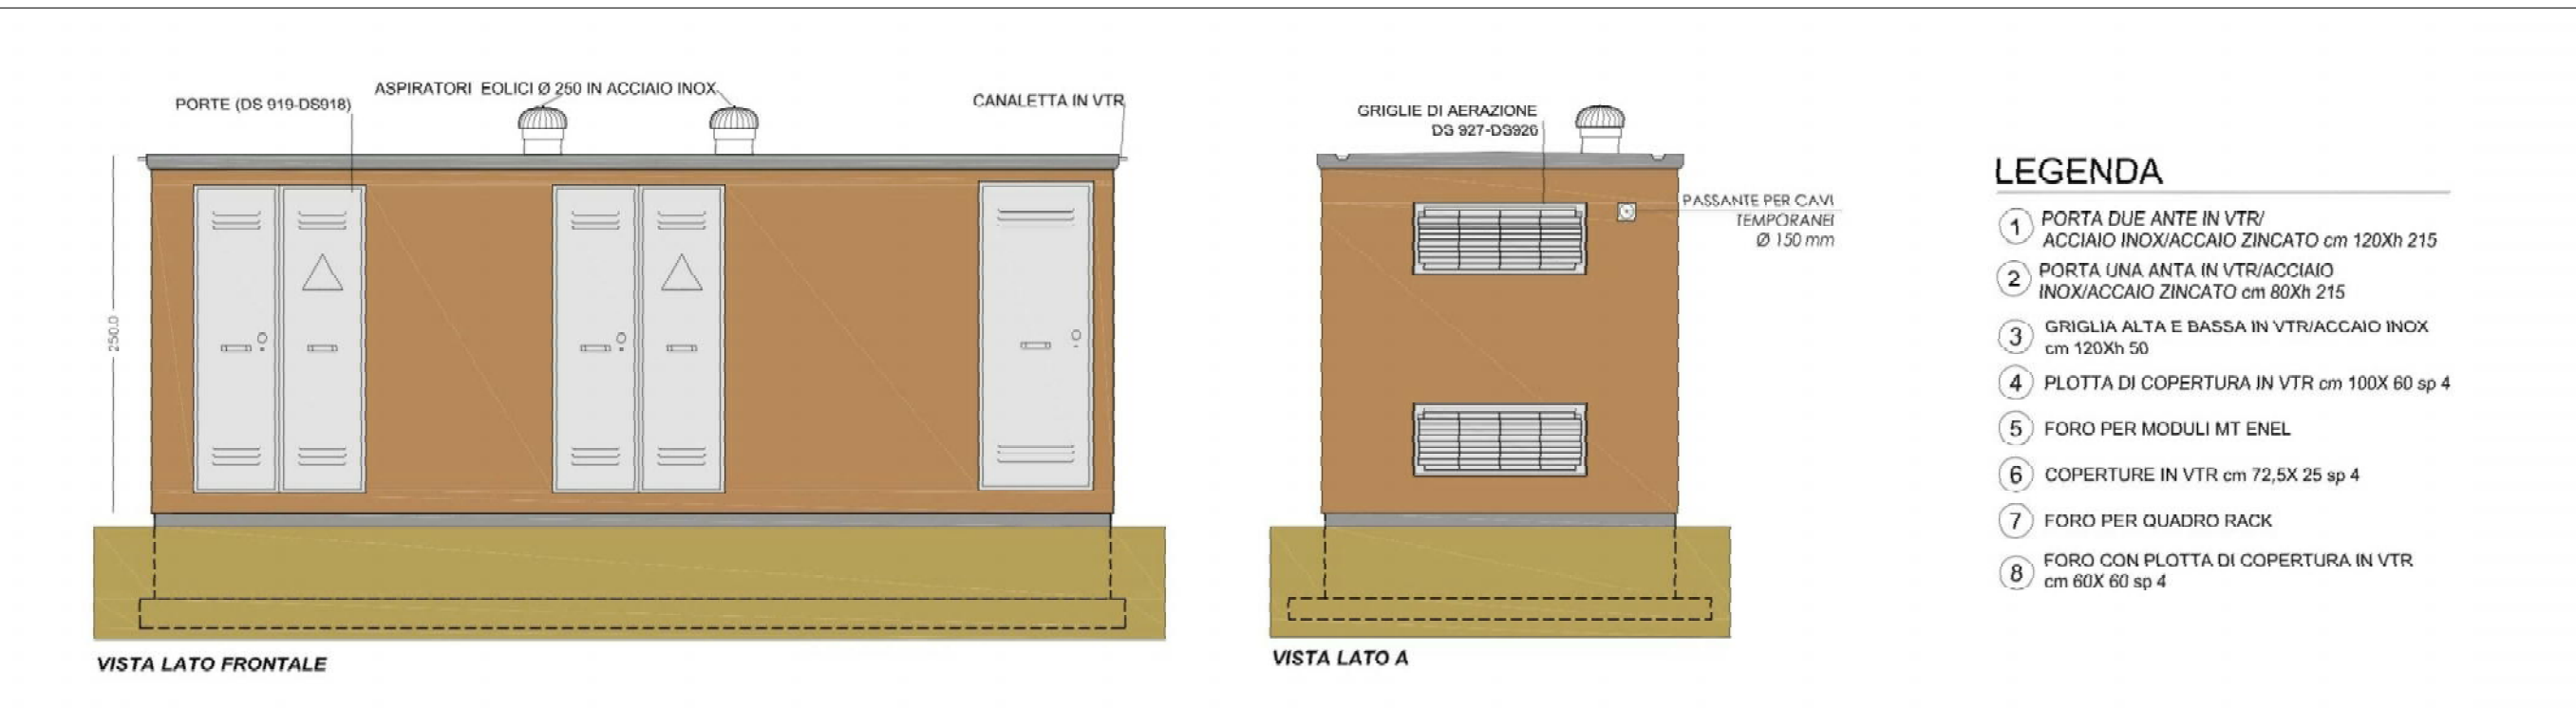 PORTE (DS 919-DS918)
ASPIRATORI EOLICI Ø 250 IN ACCIAIO INOX
CANALETTA IN VTR
250.0
VISTA LATO FRONTALE
GRIGLIE DI AERAZIONE
DS 927-DS926
PASSANTE PER CAVI
TEMPORANEI
Ø 150 mm
VISTA LATO A
LEGENDA
1 PORTA DUE ANTE IN VTR/
ACCIAIO INOX/ACCAIO ZINCATO cm 120Xh 215
2 PORTA UNA ANTA IN VTR/ACCIAIO
INOX/ACCAIO ZINCATO cm 80Xh 215
3 GRIGLIA ALTA E BASSA IN VTR/ACCAIO INOX
cm 120Xh 50
4 PLOTTA DI COPERTURA IN VTR cm 100X 60 sp 4
5 FORO PER MODULI MT ENEL
6 COPERTURE IN VTR cm 72,5X 25 sp 4
7 FORO PER QUADRO RACK
8 FORO CON PLOTTA DI COPERTURA IN VTR
cm 60X 60 sp 4